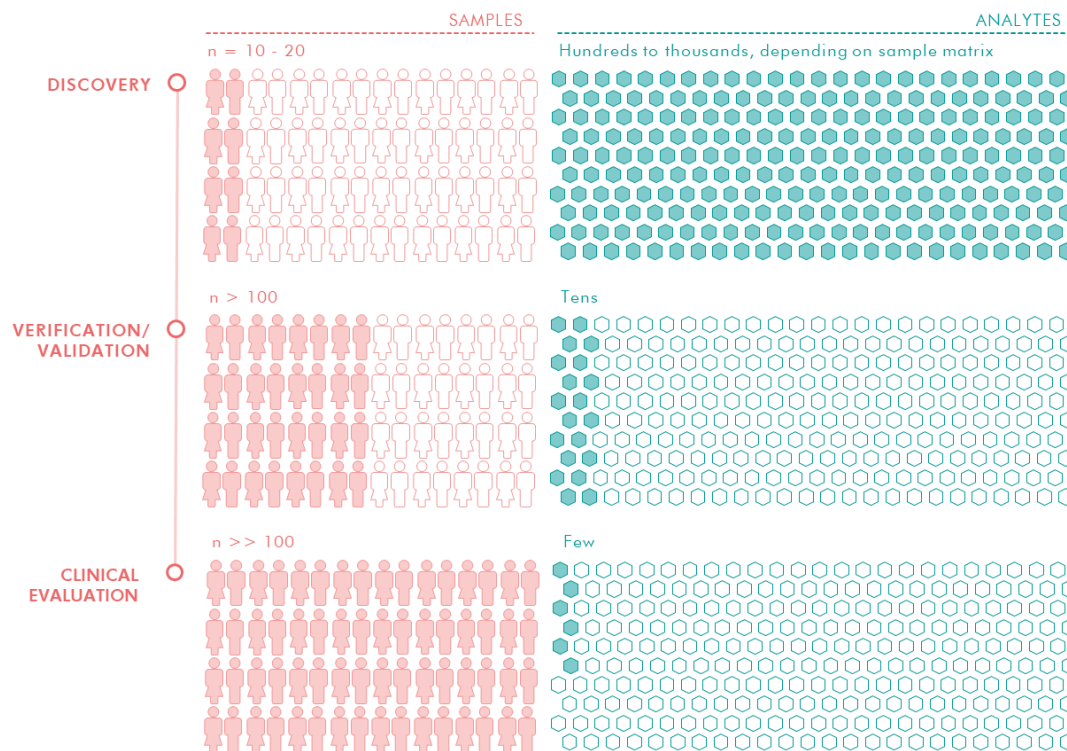 SAMPLES
ANALYTES
n = 10 - 20
Hundreds to thousands, depending on sample matrix
DISCOVERY
n > 100
Tens
VERIFICATION/
VALIDATION
n >> 100
Few
CLINICAL
EVALUATION